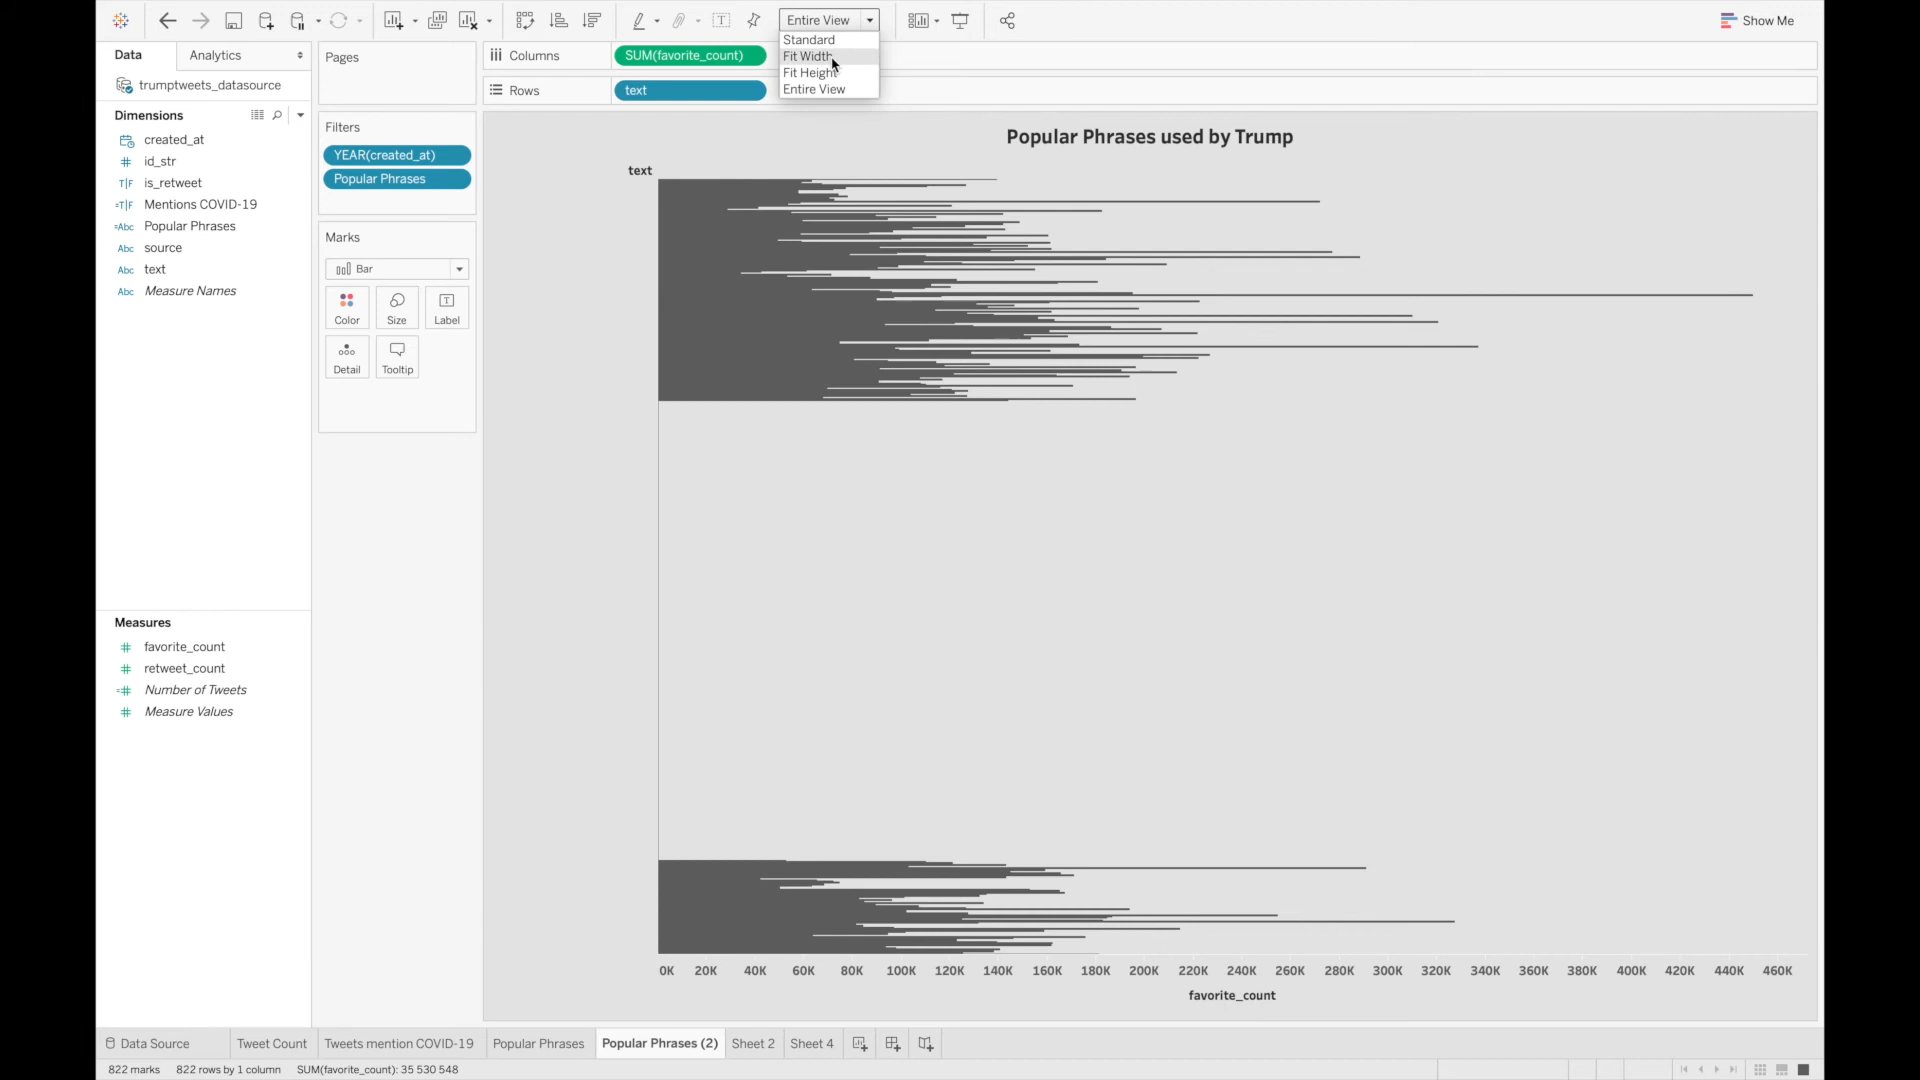 Entire View
Show Me
Standard
Fit Width
Fit Height
Entire View
Data
Analytics
trumptweets_datasource
Dimensions
created_at
id_str
T|F is_retweet
=T|F Mentions COVID-19
=Abc Popular Phrases
Abc source
Abc text
Abc Measure Names
Measures
favorite_count
retweet_count
Number of Tweets
Measure Values
Pages
Filters
YEAR(created_at)
Popular Phrases
Marks
Bar
Color
Size
Label
Detail
Tooltip
Columns
SUM(favorite_count)
Rows
text
Popular Phrases used by Trump
text
0K 20K 40K 60K 80K 100K 120K 140K 160K 180K 200K 220K 240K 260K 280K 300K 320K 340K 360K 380K 400K 420K 440K 460K
favorite_count
Data Source
Tweet Count
Tweets mention COVID-19
Popular Phrases
Popular Phrases (2)
Sheet 2
Sheet 4
822 marks
822 rows by 1 column
SUM(favorite_count): 35 530 548